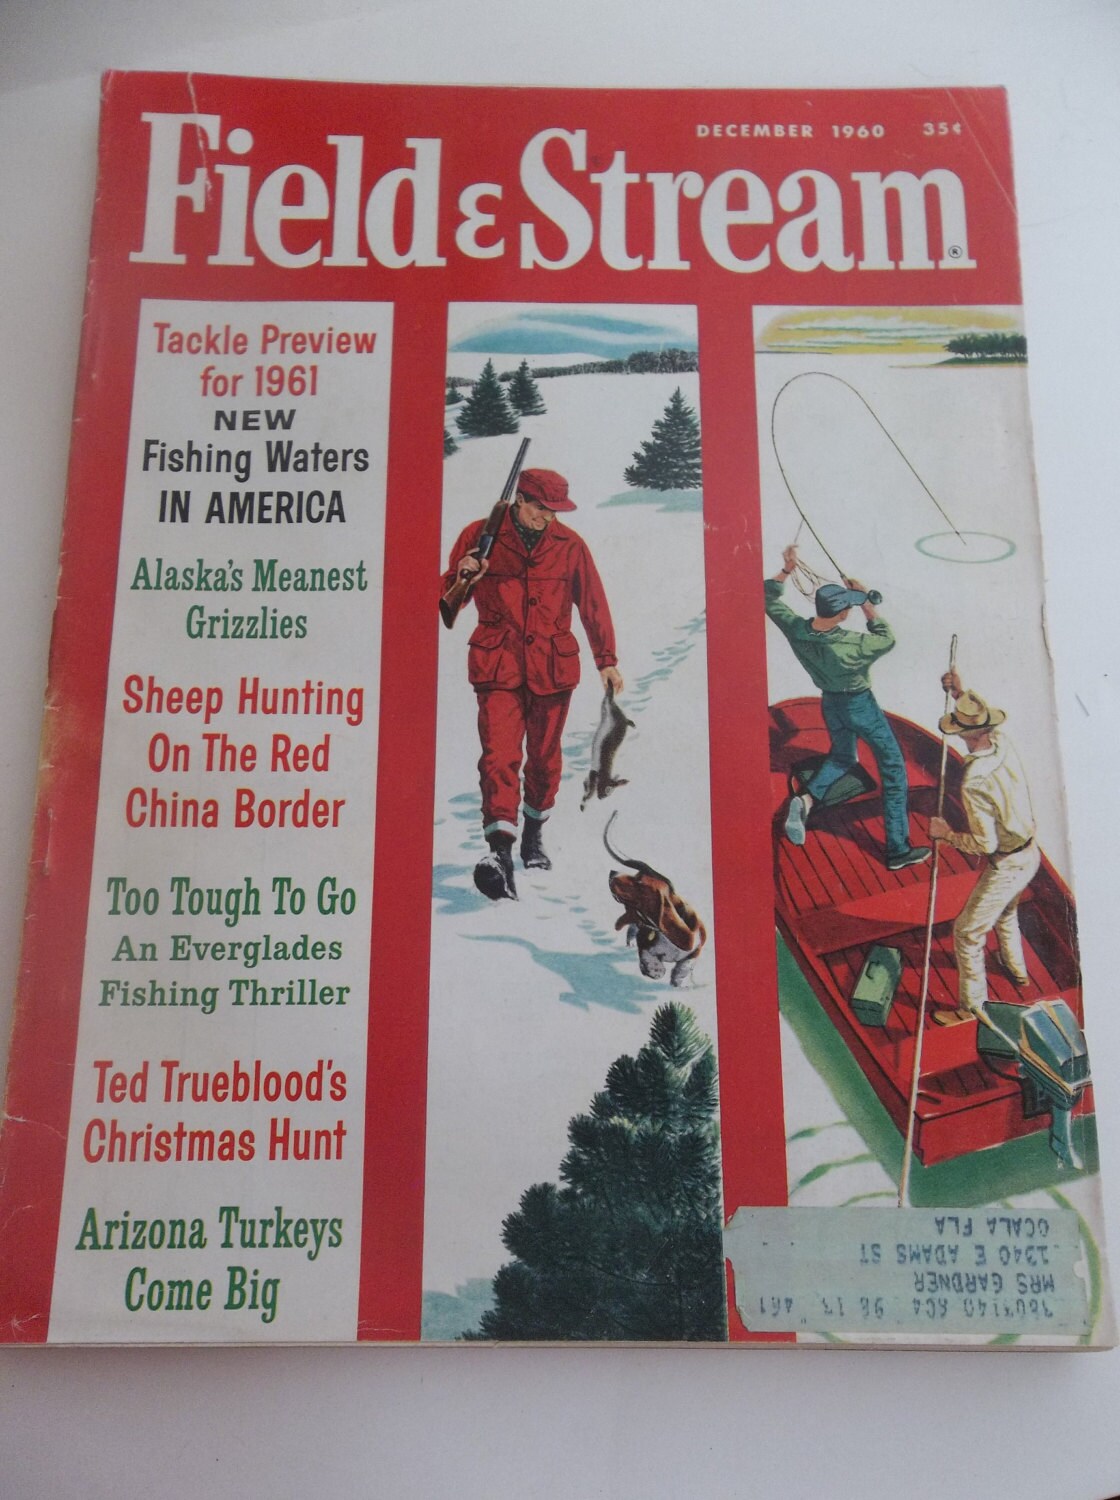 DECEMBER 1960 35¢
Field & Stream®
Tackle Preview
for 1961
NEW
Fishing Waters
IN AMERICA
Alaska's Meanest
Grizzlies
Sheep Hunting
On The Red
China Border
Too Tough To Go
An Everglades
Fishing Thriller
Ted Trueblood's
Christmas Hunt
Arizona Turkeys
Come Big
MRS GARDNER
1340 E ADAMS ST
OCALA FLA